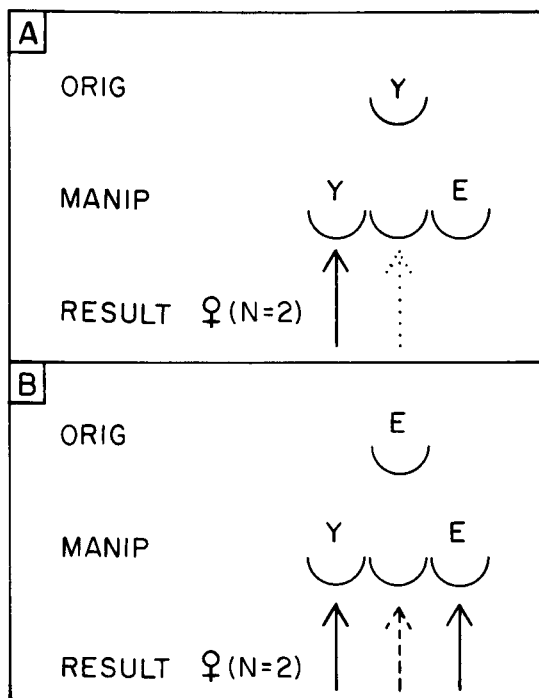 A
ORIG Y
MANIP Y E
RESULT ♀ (N=2)
B
ORIG E
MANIP Y E
RESULT ♀ (N=2)